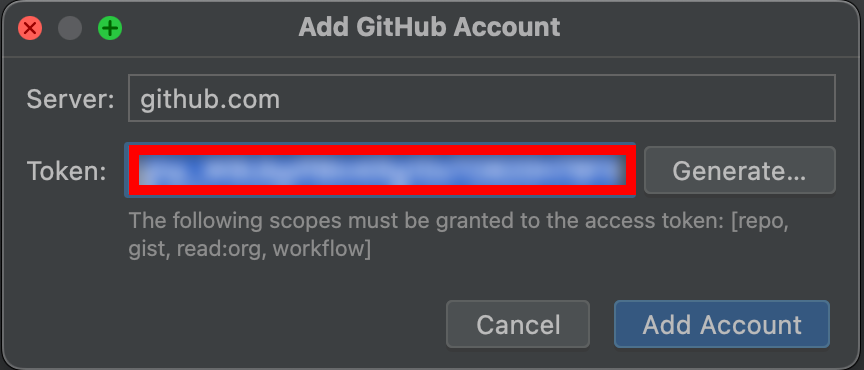 Add GitHub Account
Server: github.com
Token: Generate...
The following scopes must be granted to the access token: [repo,
gist, read:org, workflow]
Cancel Add Account